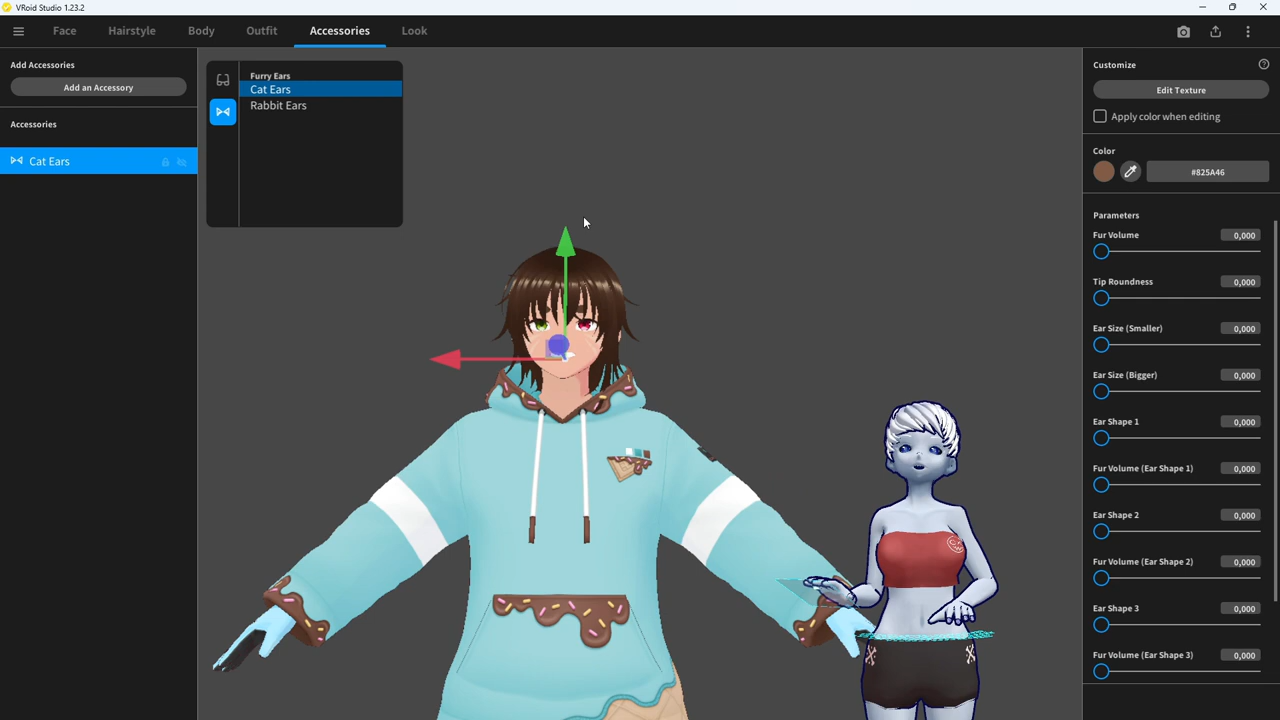 VRoid Studio 1.23.2
Face Hairstyle Body Outfit Accessories Look
Add Accessories
Add an Accessory
Accessories
Cat Ears
Furry Ears
Cat Ears
Rabbit Ears
Customize
Edit Texture
Apply color when editing
Color
#825A46
Parameters
Fur Volume 0,000
Tip Roundness 0,000
Ear Size (Smaller) 0,000
Ear Size (Bigger) 0,000
Ear Shape 1 0,000
Fur Volume (Ear Shape 1) 0,000
Ear Shape 2 0,000
Fur Volume (Ear Shape 2) 0,000
Ear Shape 3 0,000
Fur Volume (Ear Shape 3) 0,000